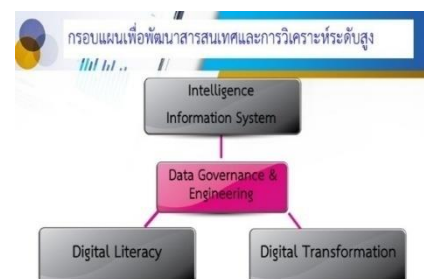 กรอบแผนเพื่อพัฒนาสารสนเทศและการวิเคราะห์ระดับสูง
Intelligence
Information System
Data Governance &
Engineering
Digital Literacy
Digital Transformation